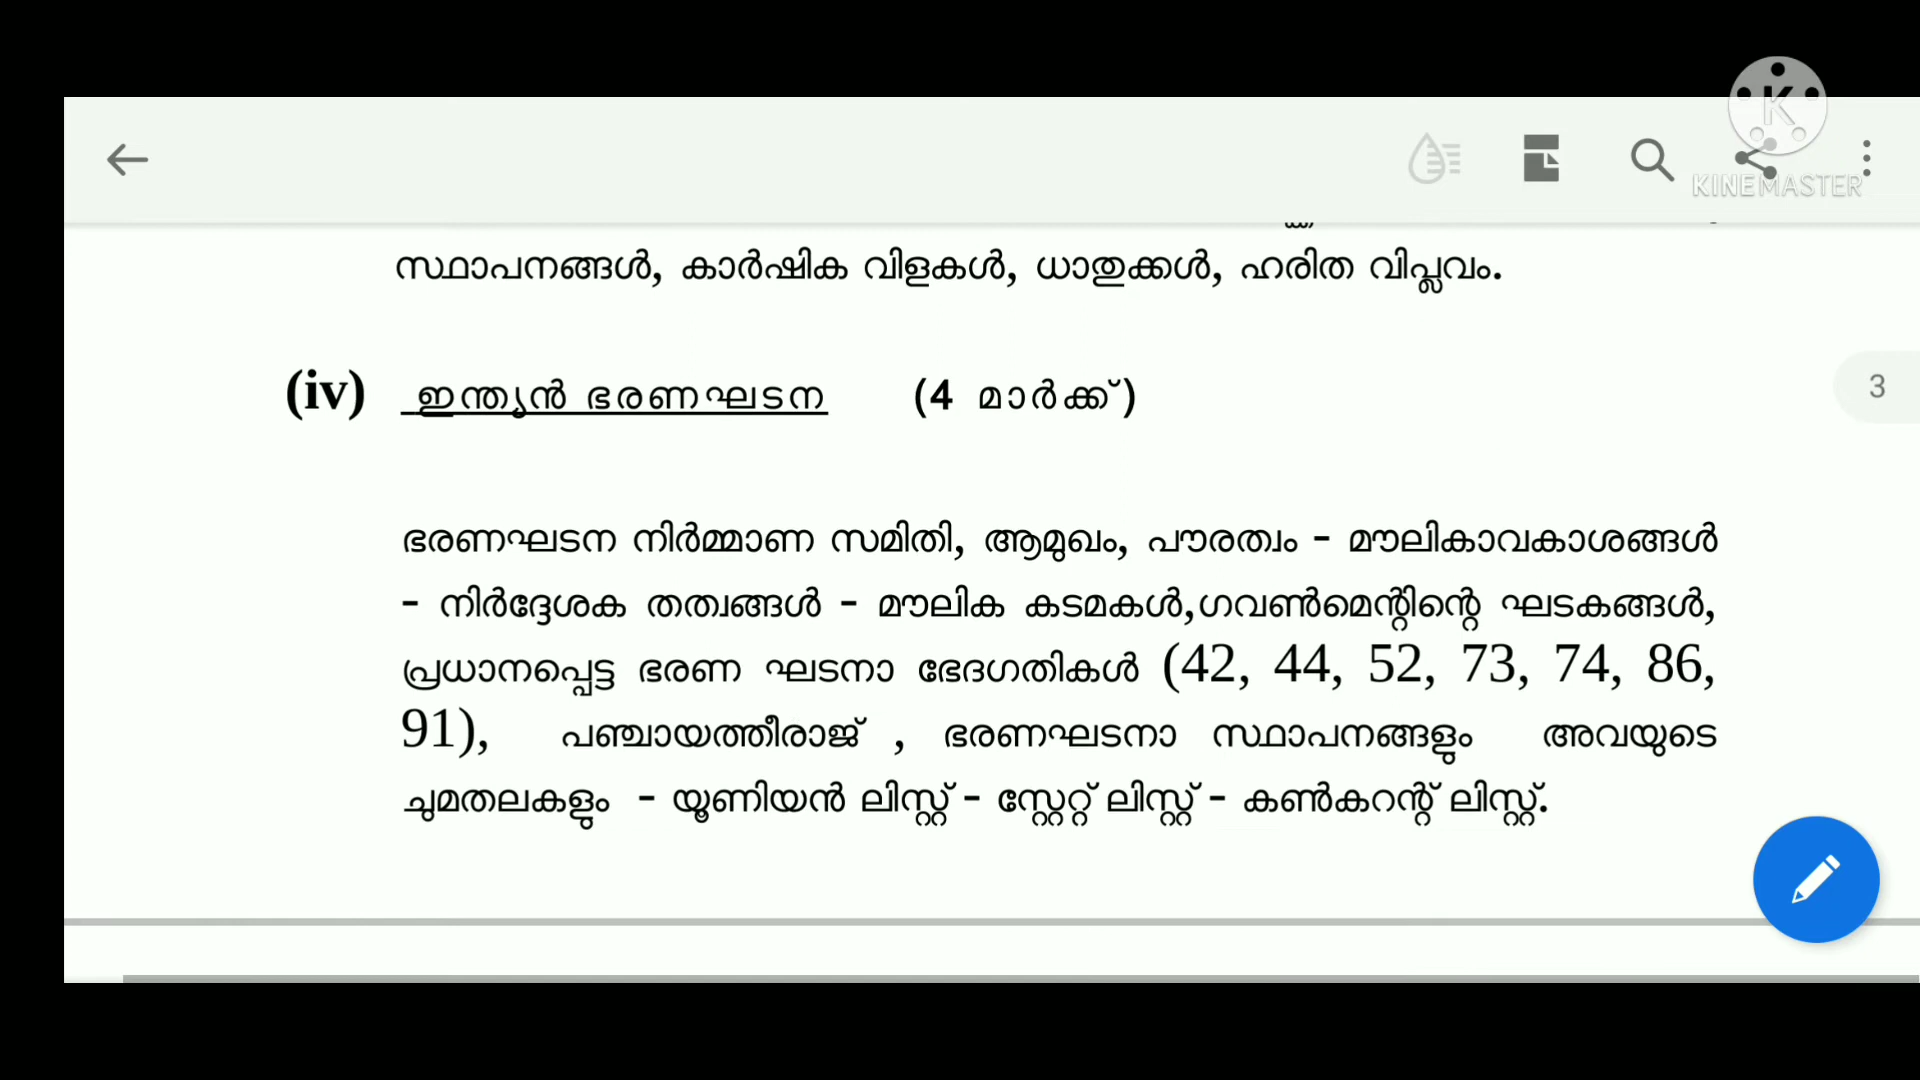 KINEMASTER
സ്ഥാപനങ്ങൾ, കാർഷിക വിളകൾ, ധാതുക്കൾ, ഹരിത വിപ്ലവം.
(iv) ഇന്ത്യൻ ഭരണഘടന (4 മാർക്ക്)
3
ഭരണഘടന നിർമ്മാണ സമിതി, ആമുഖം, പൗരത്വം - മൗലികാവകാശങ്ങൾ
- നിർദ്ദേശക തത്വങ്ങൾ - മൗലിക കടമകൾ,ഗവൺമെന്റിന്റെ ഘടകങ്ങൾ,
പ്രധാനപ്പെട്ട ഭരണ ഘടനാ ഭേദഗതികൾ (42, 44, 52, 73, 74, 86,
91), പഞ്ചായത്തീരാജ് , ഭരണഘടനാ സ്ഥാപനങ്ങളും അവയുടെ
ചുമതലകളും - യൂണിയൻ ലിസ്റ്റ് - സ്റ്റേറ്റ് ലിസ്റ്റ് - കൺകറന്റ് ലിസ്റ്റ്.